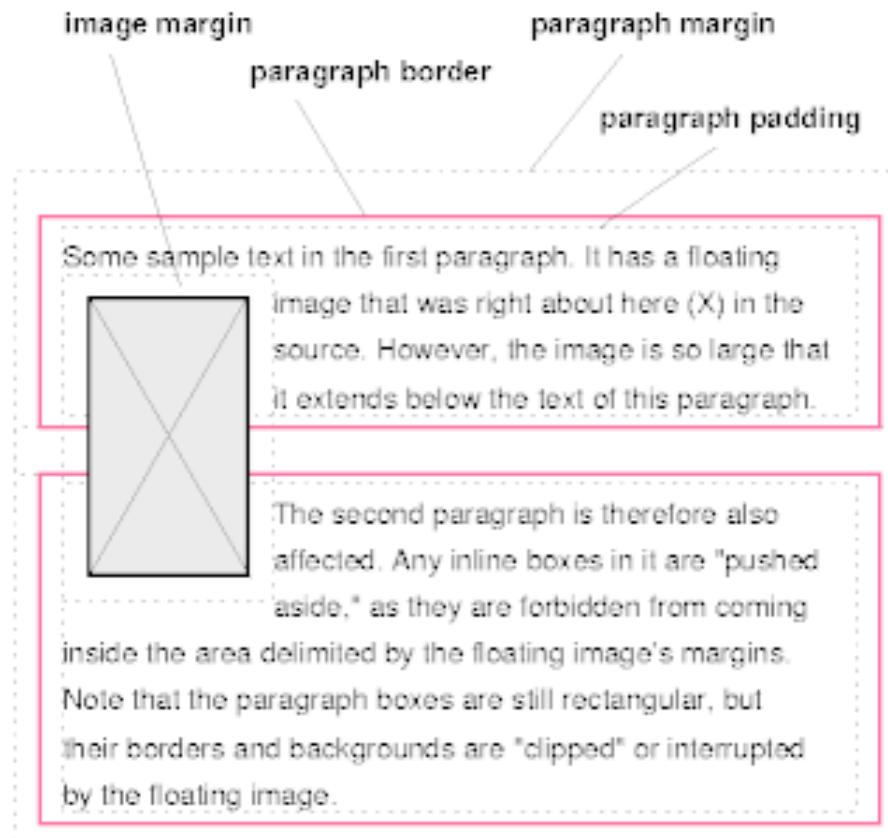 image margin
paragraph margin
paragraph border
paragraph padding
Some sample text in the first paragraph. It has a floating
image that was right about here (X) in the
source. However, the image is so large that
it extends below the text of this paragraph.
The second paragraph is therefore also
affected. Any inline boxes in it are "pushed
aside," as they are forbidden from coming
inside the area delimited by the floating image's margins.
Note that the paragraph boxes are still rectangular, but
their borders and backgrounds are "clipped" or interrupted
by the floating image.